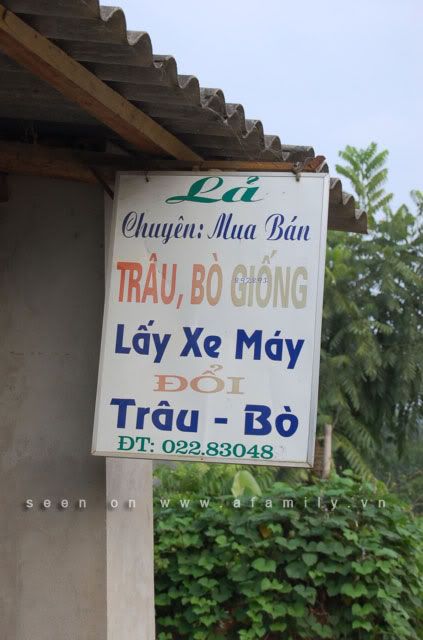 Lả
Chuyên: Mua Bán
TRÂU, BÒ GIỐNG
Lấy Xe Máy
ĐỔI
Trâu - Bò
ĐT: 022.83048
seen on www.afamily.vn